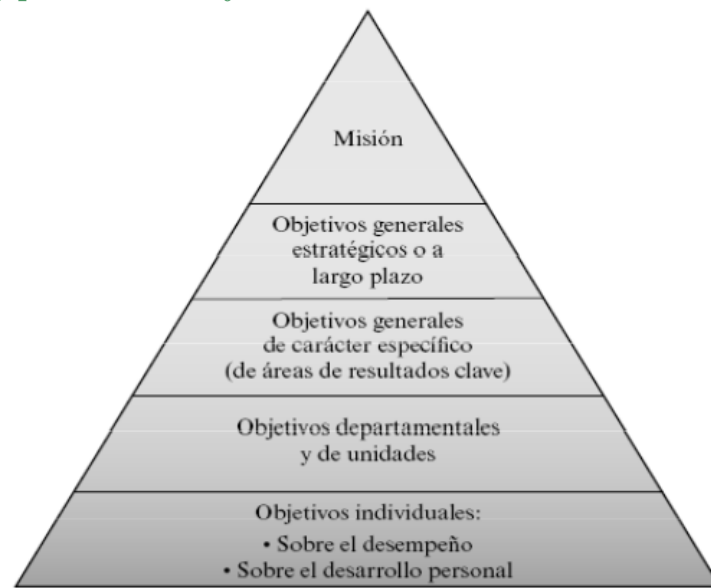 Misión
Objetivos generales
estratégicos o a
largo plazo
Objetivos generales
de carácter específico
(de áreas de resultados clave)
Objetivos departamentales
y de unidades
Objetivos individuales:
• Sobre el desempeño
• Sobre el desarrollo personal